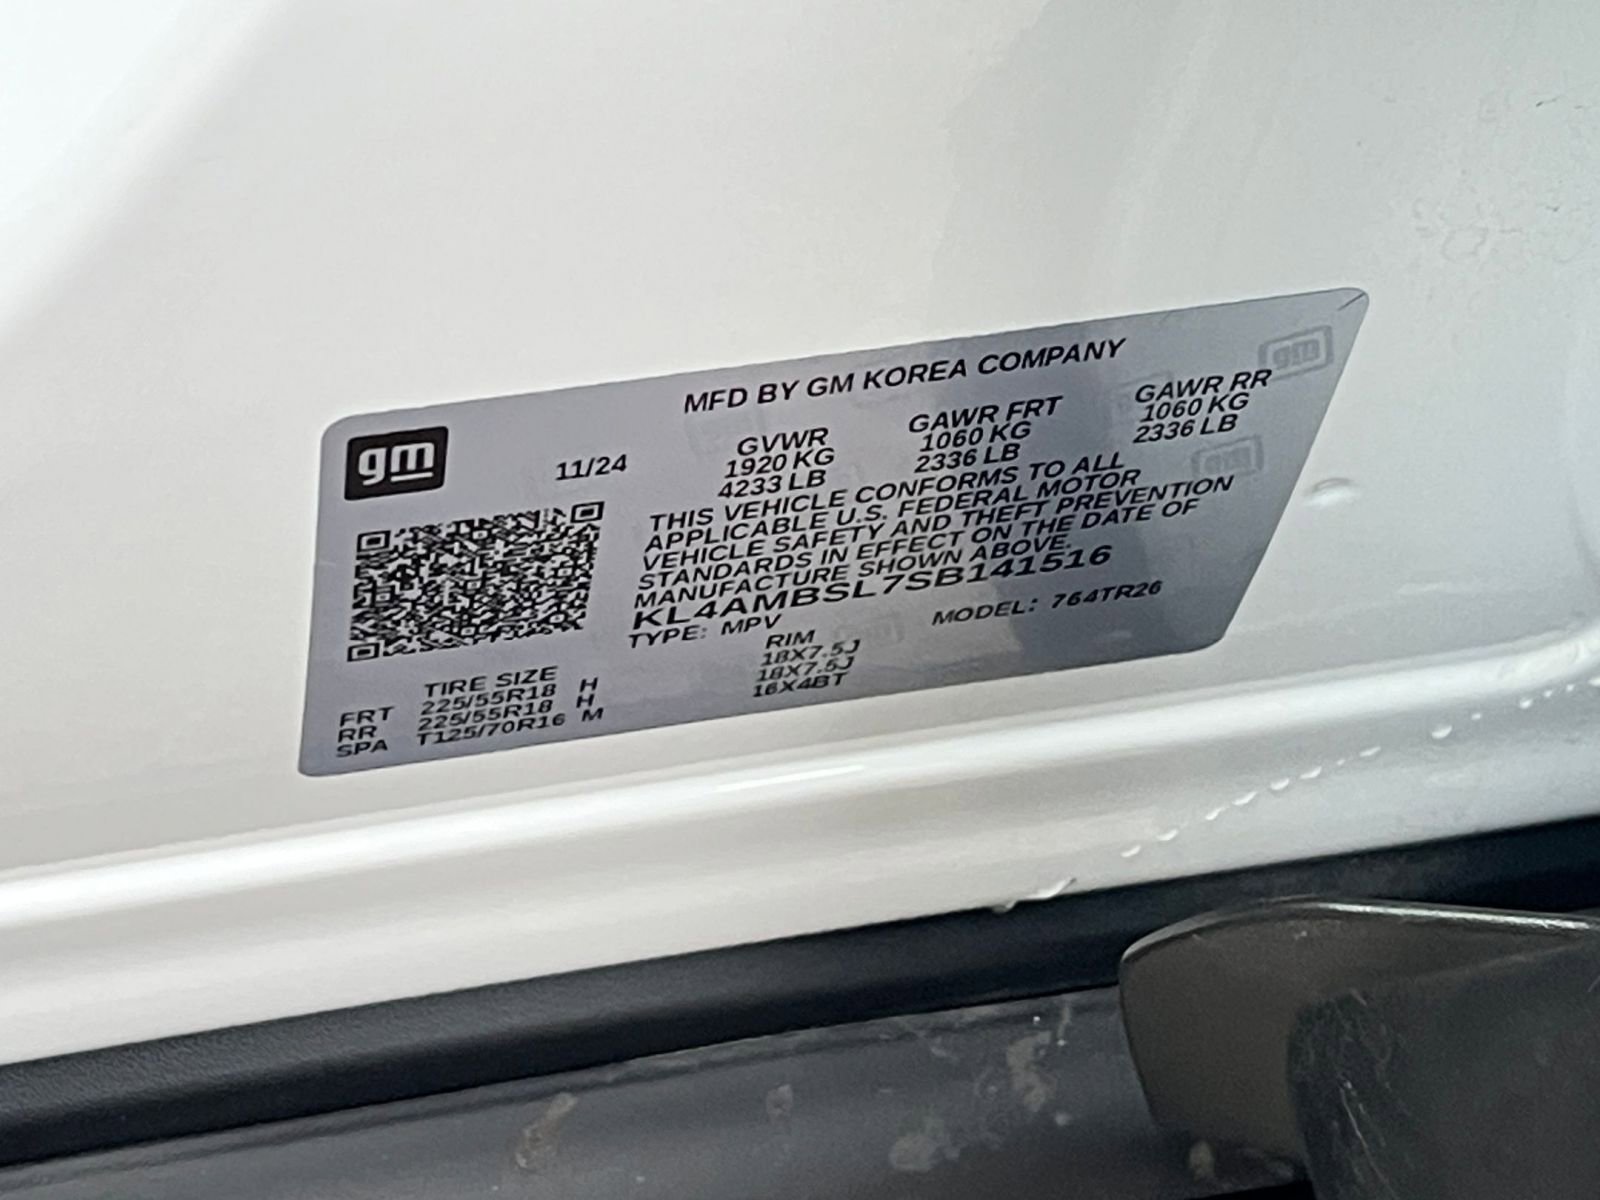 MFD BY GM KOREA COMPANY
gm
11/24
GVWR GAWR FRT GAWR RR
1920 KG 1060 KG 1060 KG
4233 LB 2336 LB 2336 LB
THIS VEHICLE CONFORMS TO ALL
APPLICABLE U.S. FEDERAL MOTOR
VEHICLE SAFETY AND THEFT PREVENTION
STANDARDS IN EFFECT ON THE DATE OF
MANUFACTURE SHOWN ABOVE.
KL4AMBSL7SB141516
TYPE: MPV MODEL: 764TR26
TIRE SIZE RIM
FRT 225/55R18 H 18X7.5J
RR 225/55R18 H 18X7.5J
SPA T125/70R16 M 16X4BT